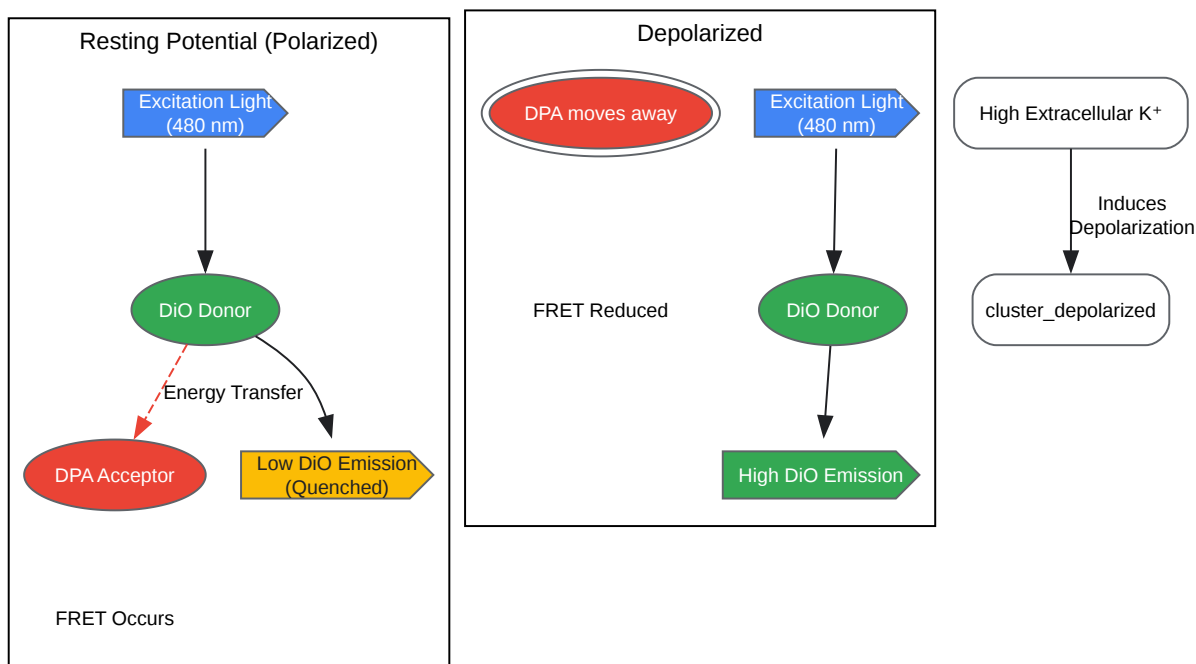 Resting Potential (Polarized)
Excitation Light
(480 nm)
DiO Donor
Energy Transfer
DPA Acceptor
Low DiO Emission
(Quenched)
FRET Occurs
Depolarized
DPA moves away
Excitation Light
(480 nm)
FRET Reduced
DiO Donor
High DiO Emission
High Extracellular K⁺
Induces
Depolarization
cluster_depolarized